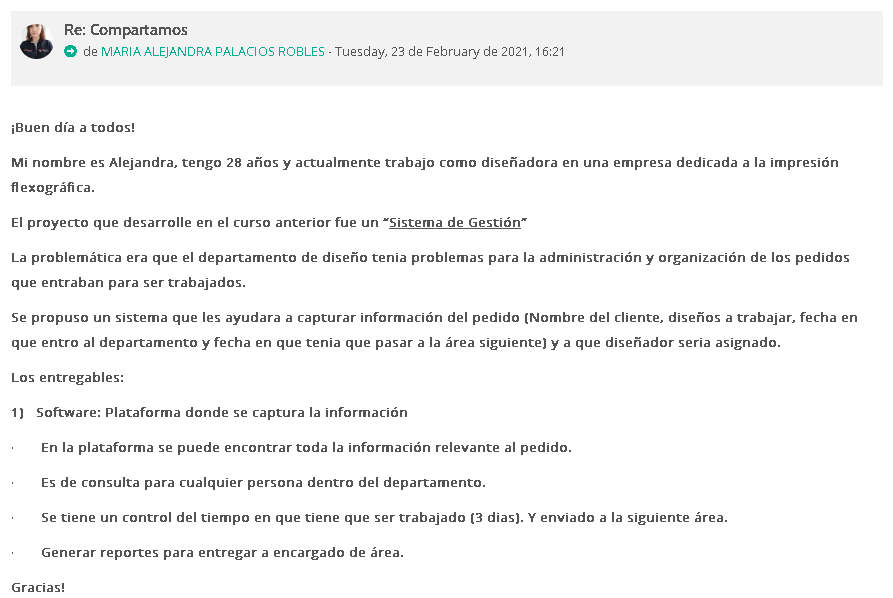 Re: Compartamos
de MARIA ALEJANDRA PALACIOS ROBLES - Tuesday, 23 de February de 2021, 16:21
¡Buen día a todos!
Mi nombre es Alejandra, tengo 28 años y actualmente trabajo como diseñadora en una empresa dedicada a la impresión
flexográfica.
El proyecto que desarrolle en el curso anterior fue un “Sistema de Gestión”
La problemática era que el departamento de diseño tenia problemas para la administración y organización de los pedidos
que entraban para ser trabajados.
Se propuso un sistema que les ayudara a capturar información del pedido (Nombre del cliente, diseños a trabajar, fecha en
que entro al departamento y fecha en que tenia que pasar a la área siguiente) y a que diseñador seria asignado.
Los entregables:
1) Software: Plataforma donde se captura la información
· En la plataforma se puede encontrar toda la información relevante al pedido.
· Es de consulta para cualquier persona dentro del departamento.
· Se tiene un control del tiempo en que tiene que ser trabajado (3 dias). Y enviado a la siguiente área.
· Generar reportes para entregar a encargado de área.
Gracias!